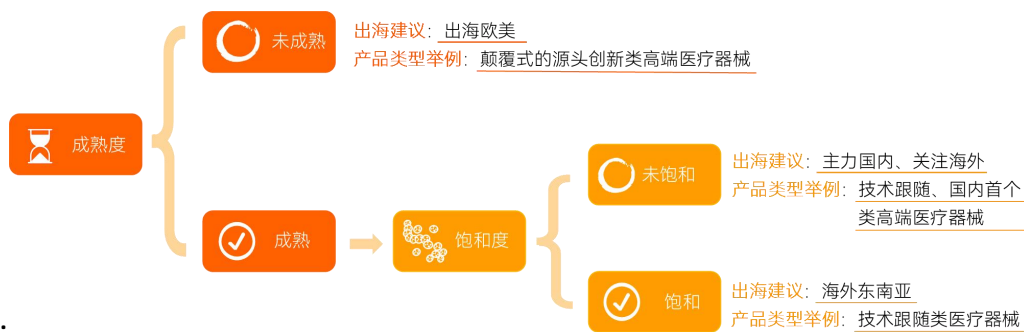 未成熟
出海建议：出海欧美
产品类型举例：颠覆式的源头创新类高端医疗器械
成熟度
未饱和
出海建议：主力国内、关注海外
产品类型举例：技术跟随、国内首个
类高端医疗器械
成熟
饱和度
饱和
出海建议：海外东南亚
产品类型举例：技术跟随类医疗器械